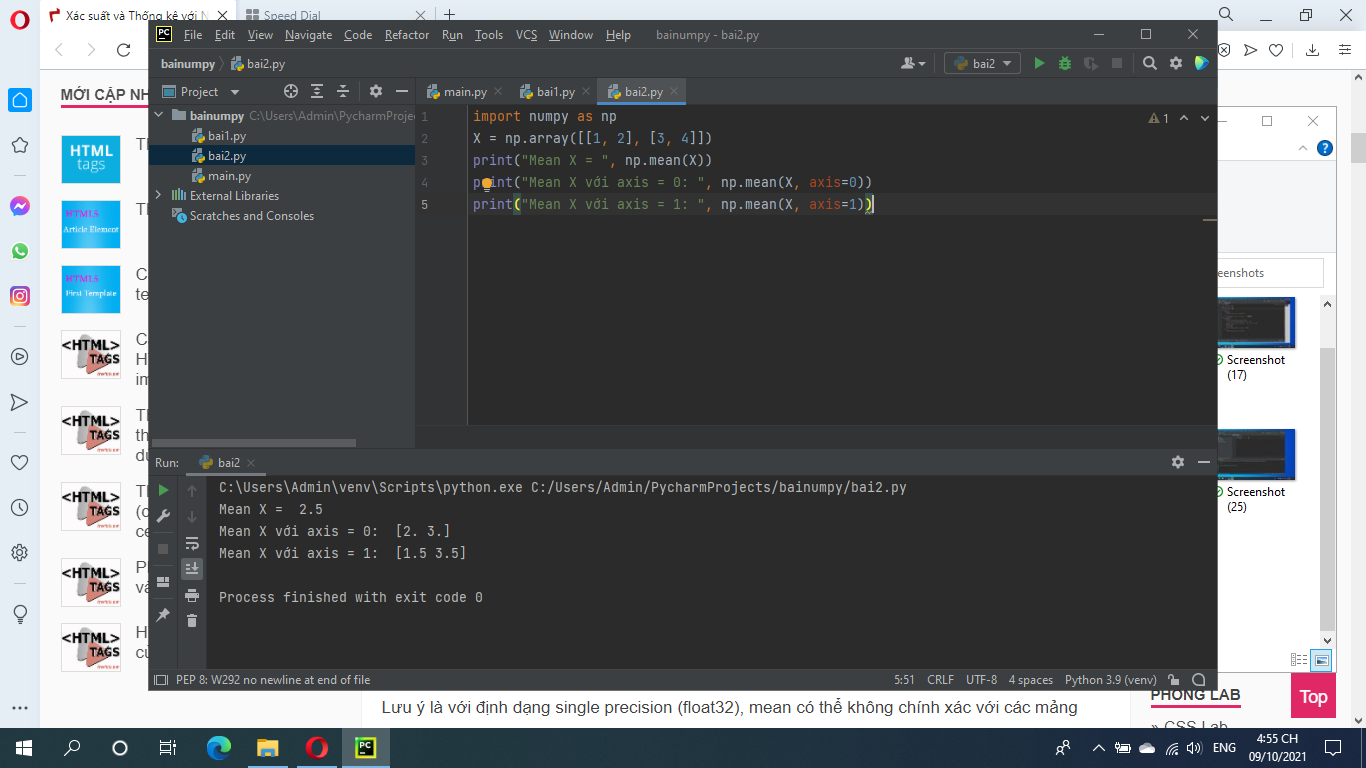 Xác suất và Thống kê với N
Speed Dial
File Edit View Navigate Code Refactor Run Tools VCS Window Help bainumpy - bai2.py
bainumpy bai2.py
bai2
MỚI CẬP NH
Project
main.py bai1.py bai2.py
bainumpy C:\Users\Admin\PycharmProje
bai1.py
bai2.py
main.py
External Libraries
Scratches and Consoles
1 import numpy as np
2 X = np.array([[1, 2], [3, 4]])
3 print("Mean X = ", np.mean(X))
4 print("Mean X với axis = 0: ", np.mean(X, axis=0))
5 print("Mean X với axis = 1: ", np.mean(X, axis=1))
1
HTML
tags
HTML5
Article Element
HTML5
First Template
<HTML>
TAGS
<HTML>
TAGS
<HTML>
TAGS
<HTML>
TAGS
<HTML>
TAGS
eenshots
Screenshot
(17)
Screenshot
(25)
Run: bai2
C:\Users\Admin\venv\Scripts\python.exe C:/Users/Admin/PycharmProjects/bainumpy/bai2.py
Mean X =  2.5
Mean X với axis = 0:  [2. 3.]
Mean X với axis = 1:  [1.5 3.5]
Process finished with exit code 0
PEP 8: W292 no newline at end of file
5:51 CRLF UTF-8 4 spaces Python 3.9 (venv)
Lưu ý là với định dạng single precision (float32), mean có thể không chính xác với các mảng
PHONG LAB
» CSS Lab
Top
ENG
4:55 CH
09/10/2021